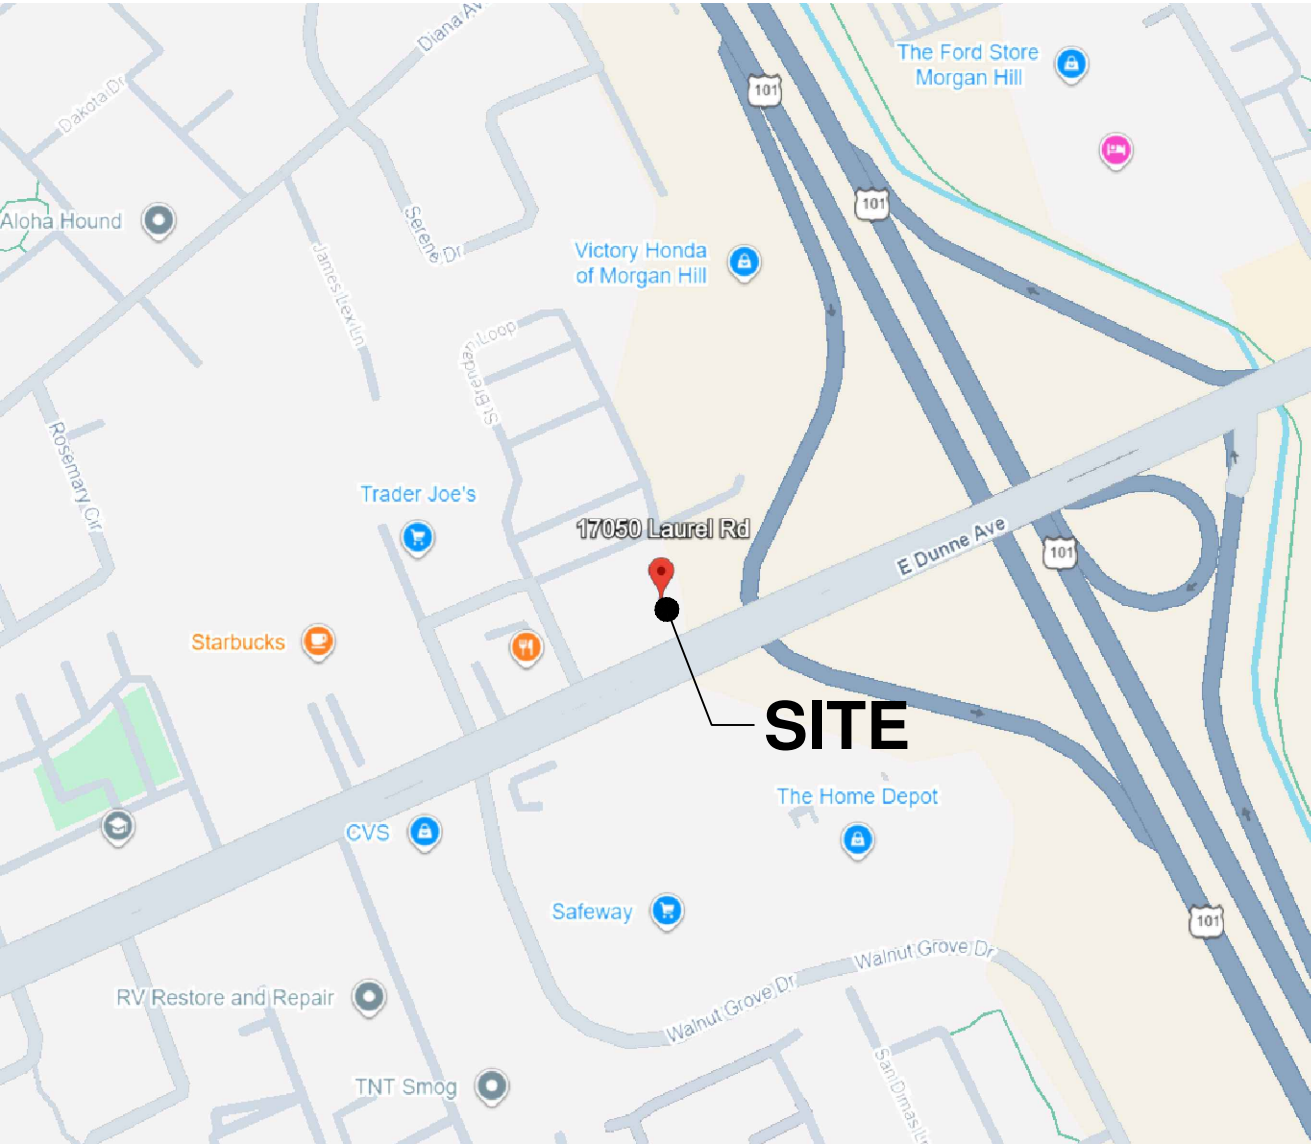 Diana Av
The Ford Store
Morgan Hill
101
Dakota Dr
101
Aloha Hound
Serene Dr
Victory Honda
of Morgan Hill
James Lex Ln
St Brendan Loop
Rosemary Cir
Trader Joe's
17050 Laurel Rd
E Dunne Ave
101
Starbucks
SITE
The Home Depot
CVS
Safeway
101
Walnut Grove Dr
RV Restore and Repair
Walnut Grove Dr
TNT Smog
San Dimas Ln